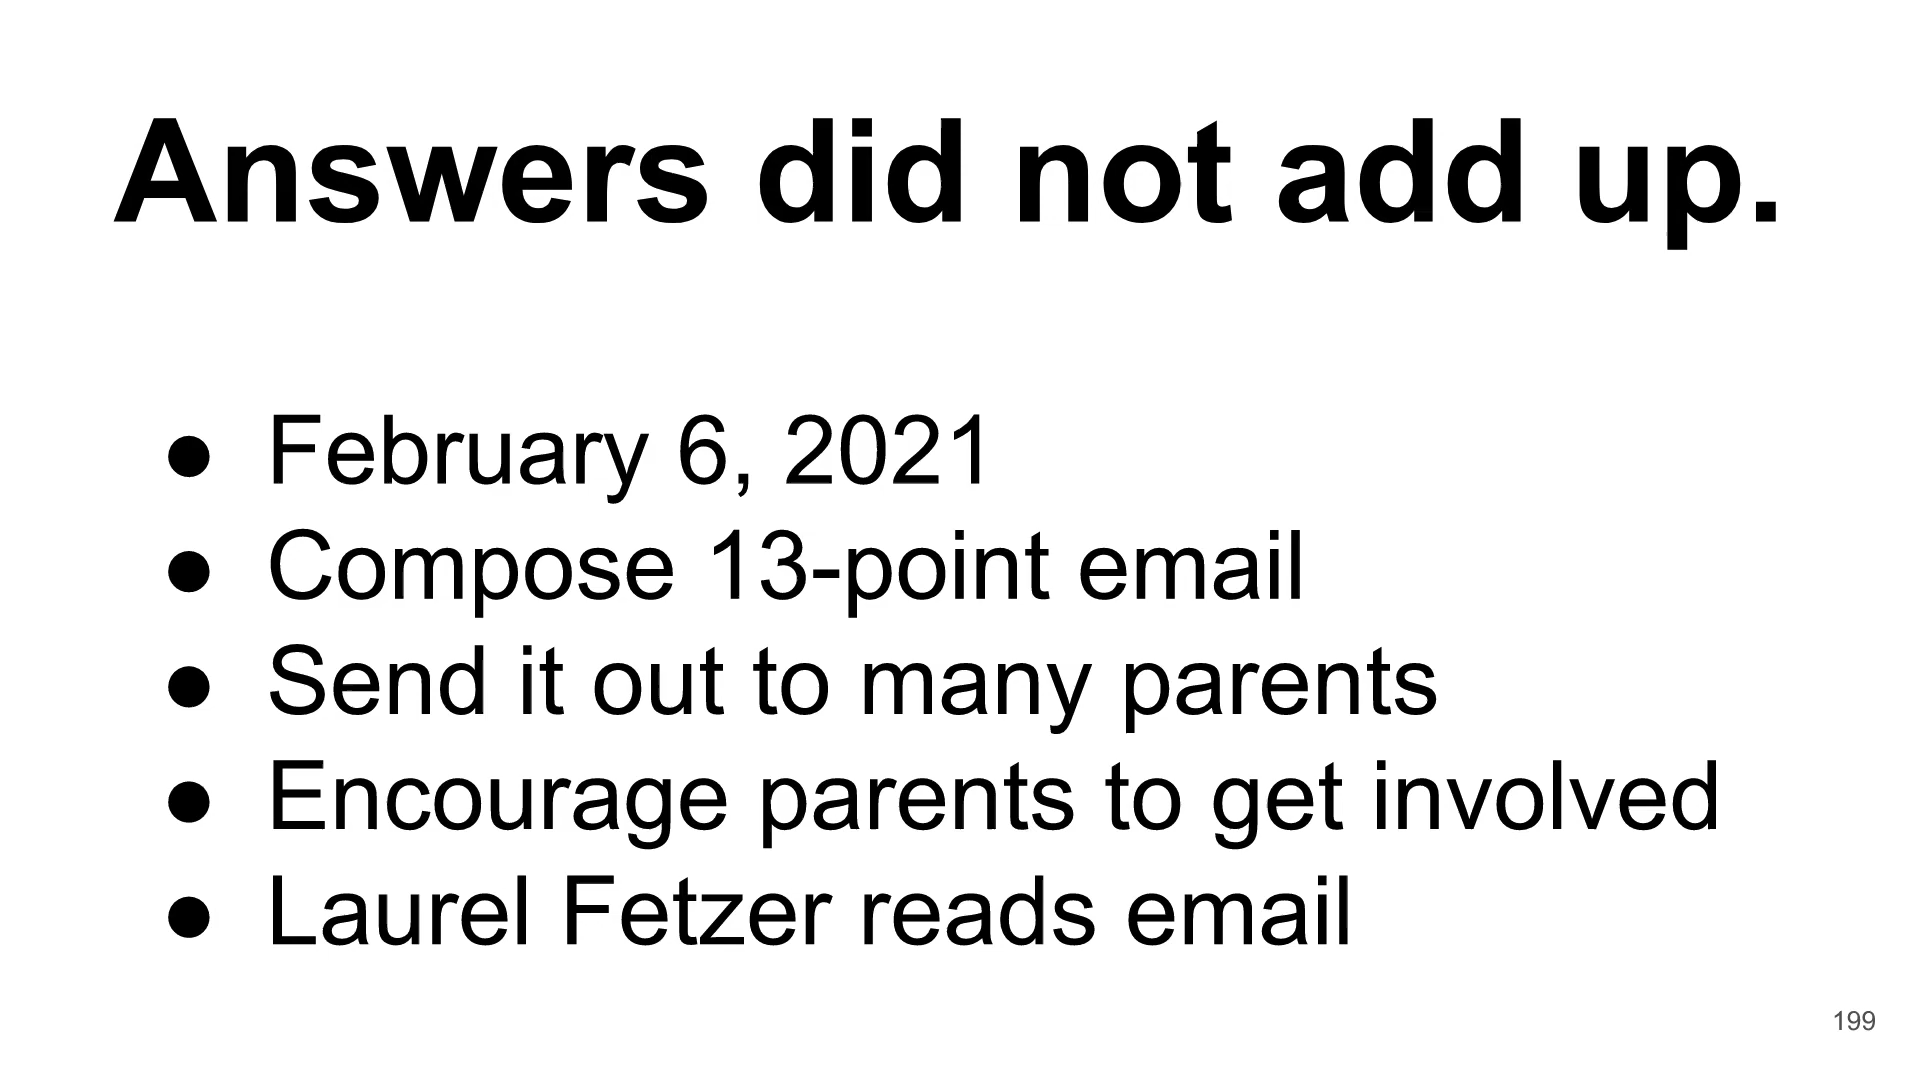 Answers did not add up.
● February 6, 2021
● Compose 13-point email
● Send it out to many parents
● Encourage parents to get involved
● Laurel Fetzer reads email
199